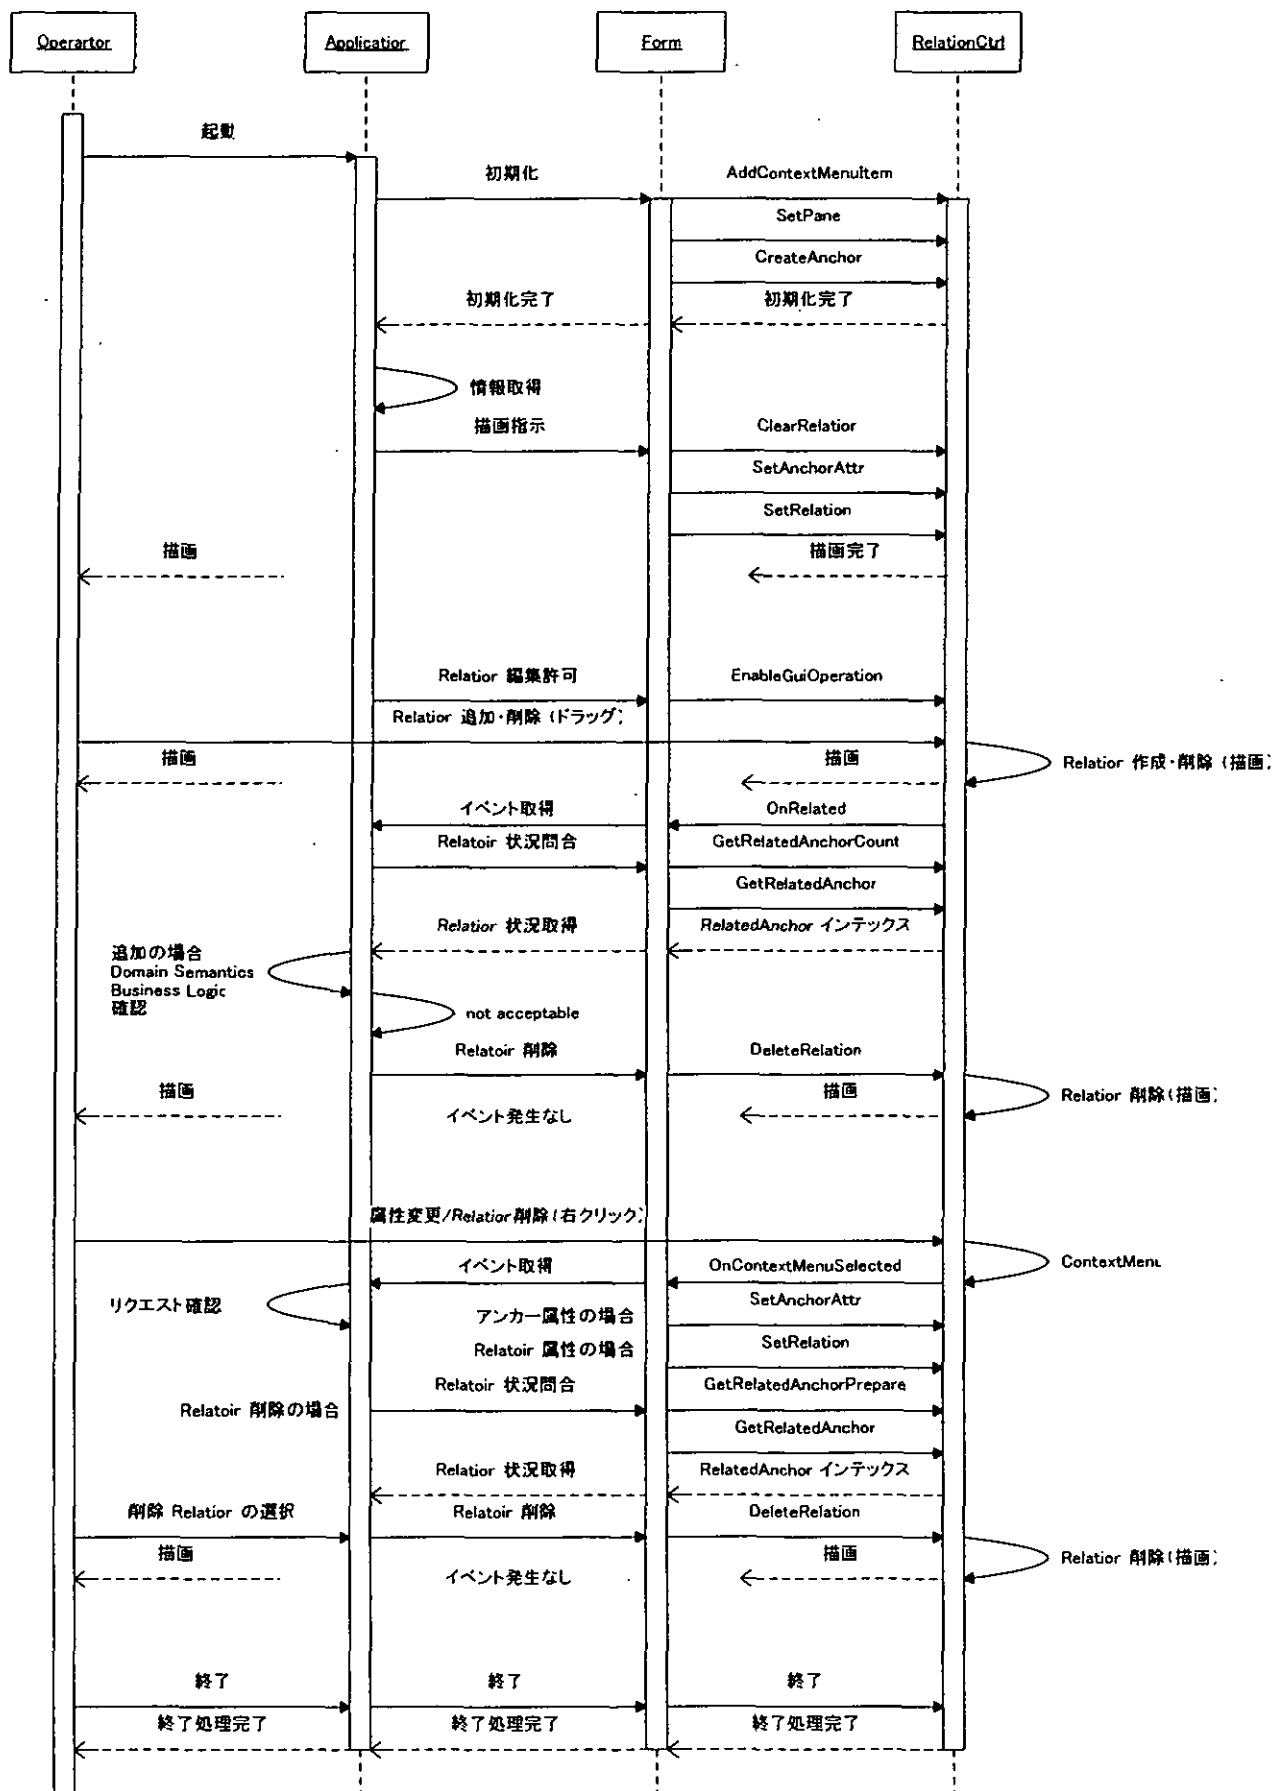 Operartor
Applicatior
Form
RelationCtrl
起動
初期化
AddContextMenuItem
SetPane
CreateAnchor
初期化完了
初期化完了
情報取得
描画指示
ClearRelatior
SetAnchorAttr
SetRelation
描画
描画完了
Relatior 編集許可
EnableGuiOperation
Relatior 追加・削除(ドラッグ)
描画
描画
Relatior 作成・削除(描画)
イベント取得
OnRelated
Relatoir 状況問合
GetRelatedAnchorCount
GetRelatedAnchor
Relatior 状況取得
RelatedAnchor インテックス
追加の場合
Domain Semantics
Business Logic
確認
not acceptable
Relatoir 削除
DeleteRelation
描画
イベント発生なし
描画
Relatior 削除(描画)
属性変更/Relatior削除(右クリック)
イベント取得
OnContextMenuSelected
ContextMenu
リクエスト確認
アンカー属性の場合
SetAnchorAttr
Relatoir 属性の場合
SetRelation
Relatoir 削除の場合
Relatoir 状況問合
GetRelatedAnchorPrepare
GetRelatedAnchor
Relatior 状況取得
RelatedAnchor インテックス
削除 Relatior の選択
Relatoir 削除
DeleteRelation
描画
イベント発生なし
描画
Relatior 削除(描画)
終了
終了
終了
終了処理完了
終了処理完了
終了処理完了